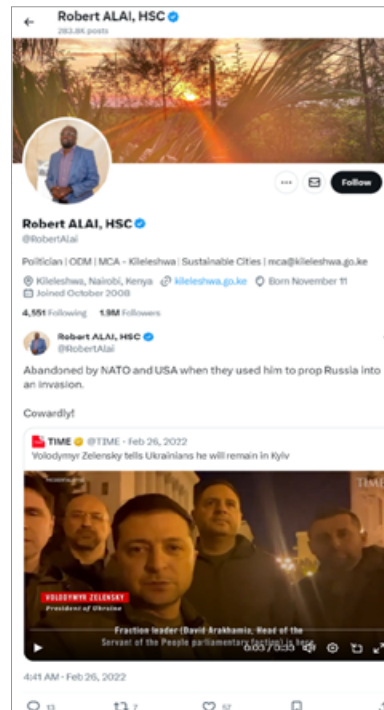 Robert ALAI, HSC
283.8K posts
Follow
Robert ALAI, HSC
@RobertAlai
Politician | ODM | MCA - Kileleshwa | Sustainable Cities | mca@kileleshwa.go.ke
Kileleshwa, Nairobi, Kenya kileleshwa.go.ke Born November 11
Joined October 2008
4,551 Following 1.9M Followers
Robert ALAI, HSC
@RobertAlai
Abandoned by NATO and USA when they used him to prop Russia into
an invasion.
Cowardly!
TIME @TIME · Feb 26, 2022
Volodymyr Zelensky tells Ukrainians he will remain in Kyiv
TIME
VOLODYMYR ZELENSKY
President of Ukraine
Fraction leader (David Arakhamia, Head of the
Servant of the People parliamentary faction) is here,
0:03 / 0:33
4:41 AM · Feb 26, 2022
13 7 57